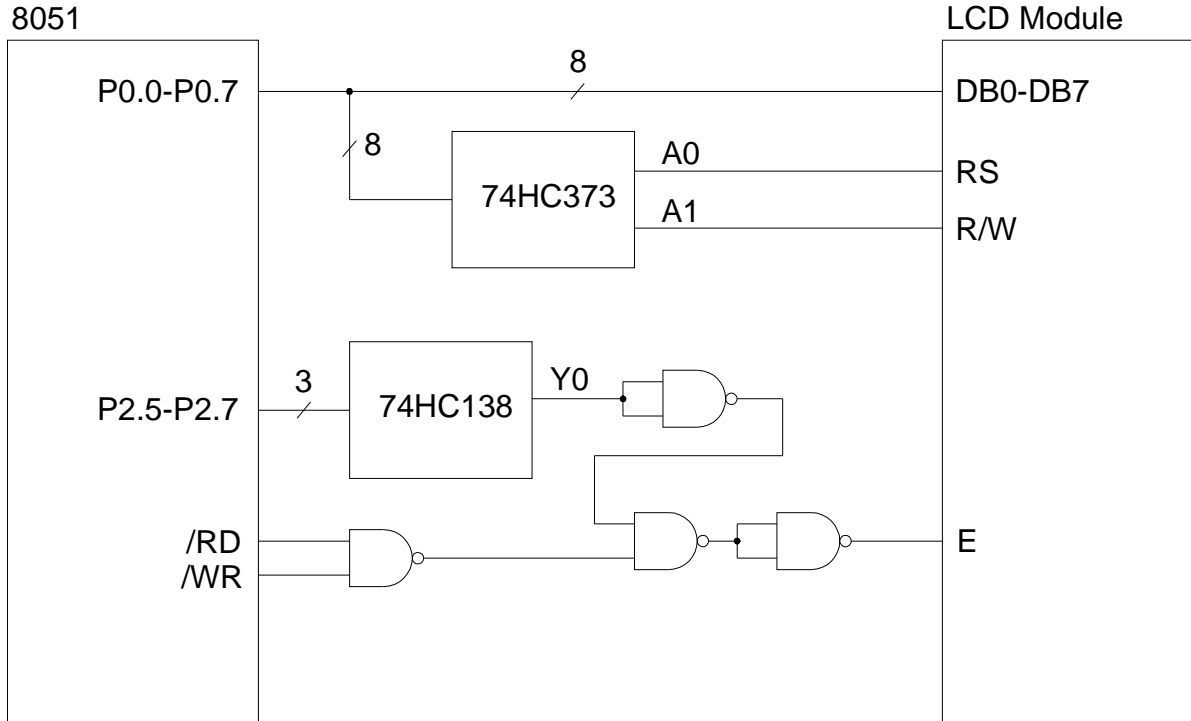 8051
LCD Module
P0.0-P0.7
8
DB0-DB7
8
74HC373
A0
RS
A1
R/W
P2.5-P2.7
3
74HC138
Y0
/RD
/WR
E